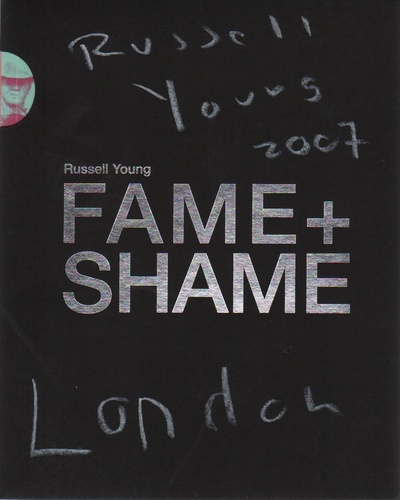 Russell
Young
2007
Russell Young
FAME+
SHAME
London